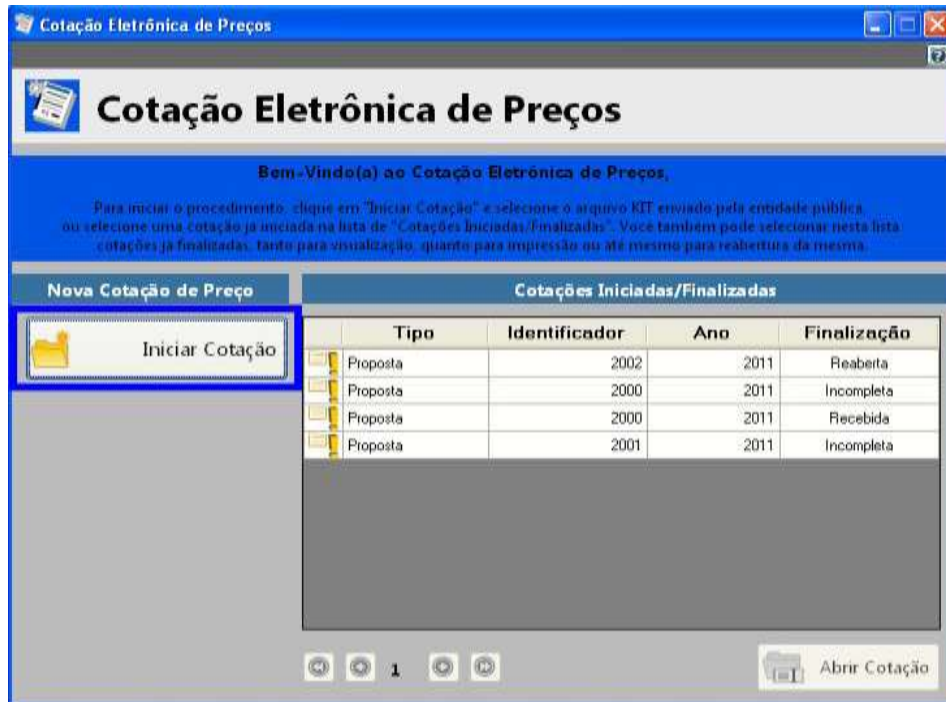 Cotação Eletrônica de Preços
Cotação Eletrônica de Preços
Bem-Vindo(a) ao Cotação Eletrônica de Preços,
Para iniciar o procedimento, clique em "Iniciar Cotação" e selecione o arquivo KIT enviado pela entidade pública,
ou selecione uma cotação ja iniciada na lista de "Cotações Iniciadas/Finalizadas". Você também pode selecionar nesta lista
cotações ja finalizadas, tanto para visualização, quanto para impressão ou até mesmo para reabertura da mesma.
Nova Cotação de Preço
Cotações Iniciadas/Finalizadas
Iniciar Cotação
Tipo Identificador Ano Finalização
Proposta 2002 2011 Reaberta
Proposta 2000 2011 Incompleta
Proposta 2000 2011 Recebida
Proposta 2001 2011 Incompleta
1
Abrir Cotação